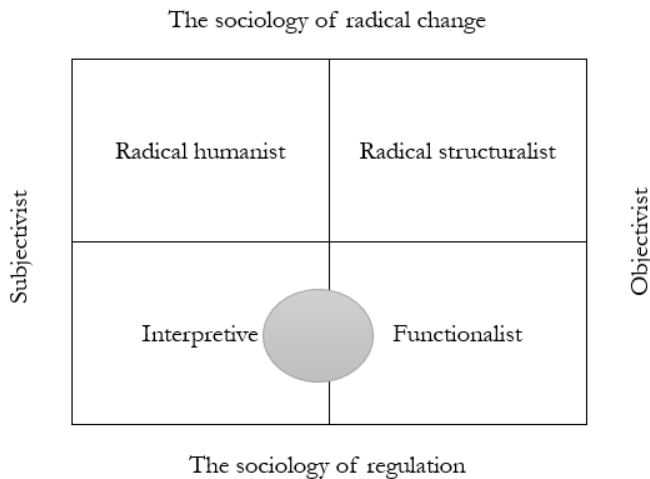 The sociology of radical change
Radical humanist
Radical structuralist
Subjectivist
Objectivist
Interpretive
Functionalist
The sociology of regulation